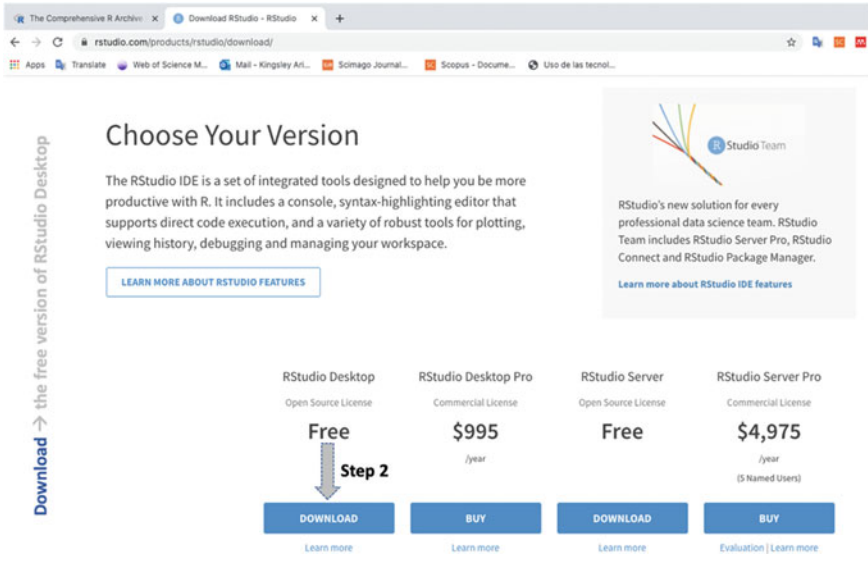 The Comprehensive R Archive
Download RStudio - RStudio
rstudio.com/products/rstudio/download/
Apps
Translate
Web of Science M...
Mail - Kingsley Ari...
Scimago Journal...
Scopus - Docume...
Uso de las tecnol...
Download → the free version of RStudio Desktop
Choose Your Version
The RStudio IDE is a set of integrated tools designed to help you be more
productive with R. It includes a console, syntax-highlighting editor that
supports direct code execution, and a variety of robust tools for plotting,
viewing history, debugging and managing your workspace.
LEARN MORE ABOUT RSTUDIO FEATURES
R Studio Team
RStudio's new
solution for every
professional data science team. RStudio
Team includes RStudio Server Pro, RStudio
Connect and RStudio Package Manager.
Learn more about RStudio IDE features
RStudio Desktop
Open Source License
Free
Step 2
DOWNLOAD
Learn more
RStudio Desktop Pro
Commercial License
$995
/year
BUY
Learn more
RStudio Server
Open Source License
Free
DOWNLOAD
Learn more
RStudio Server Pro
Commercial License
$4,975
/year
(5 Named Users)
BUY
Evaluation | Learn more